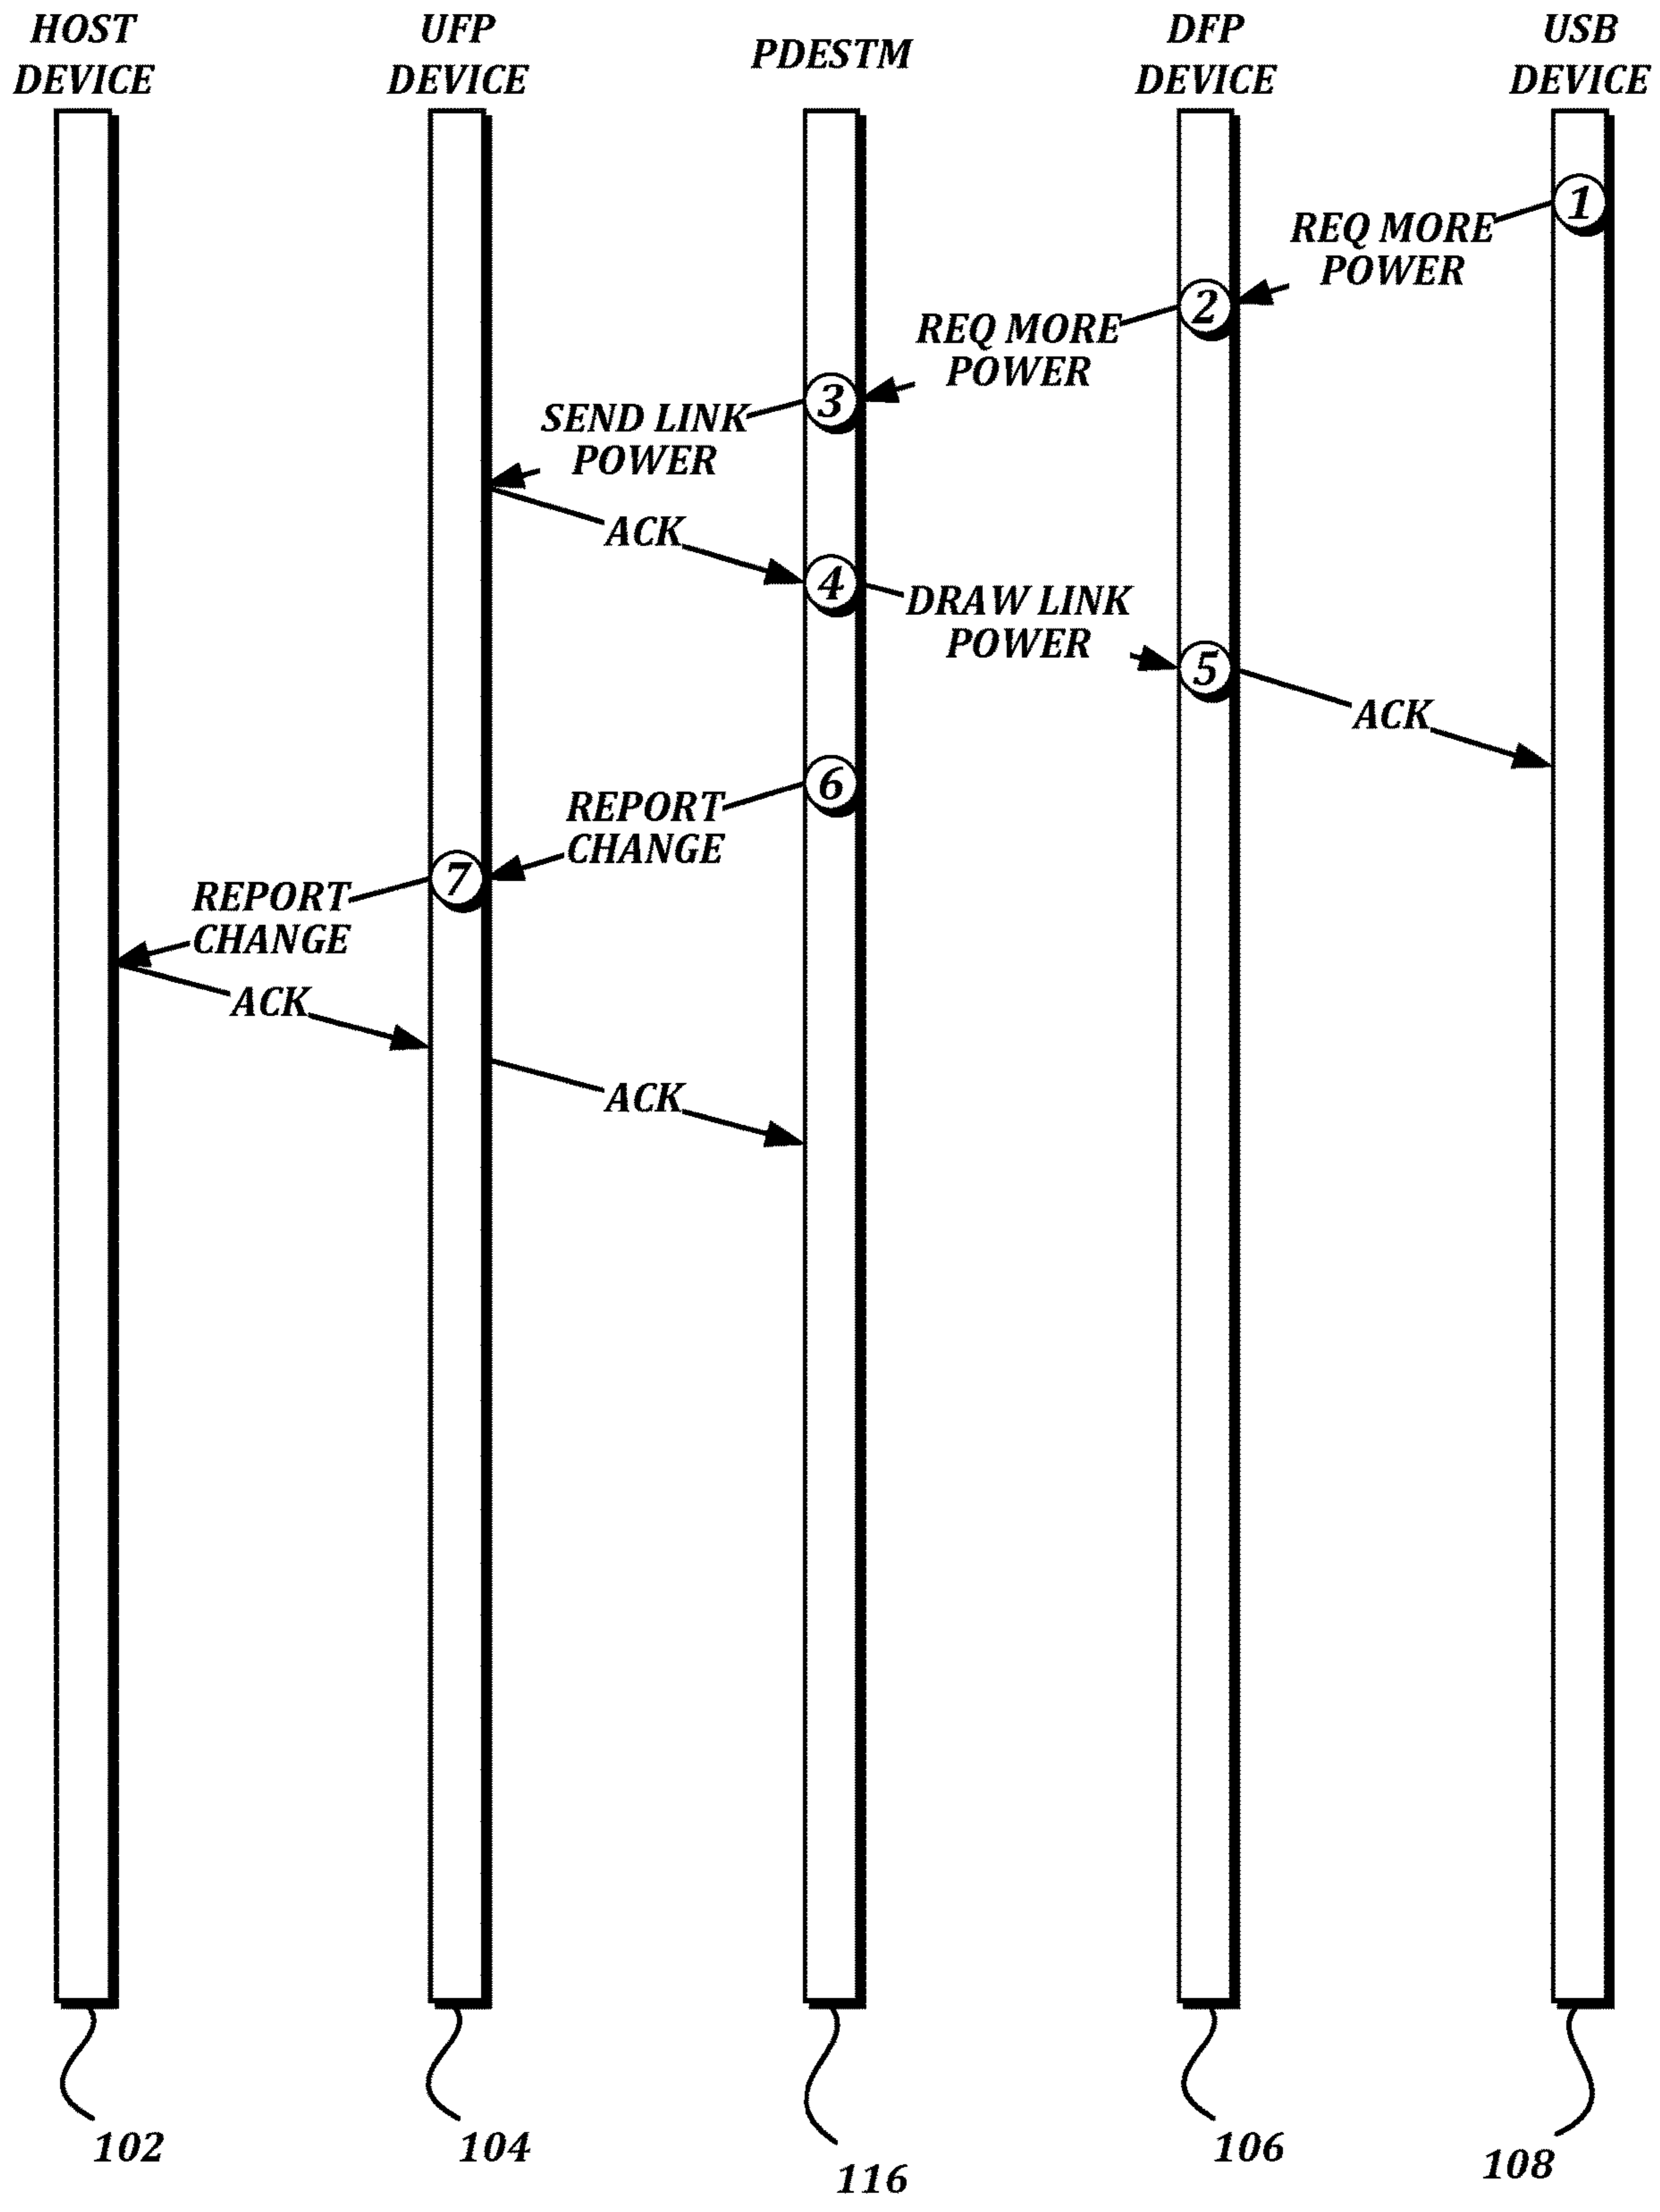 HOST
DEVICE
UFP
DEVICE
PDESTM
DFP
DEVICE
USB
DEVICE
1
REQ MORE
POWER
2
REQ MORE
POWER
3
SEND LINK
POWER
ACK
4
DRAW LINK
POWER
5
ACK
6
REPORT
CHANGE
7
REPORT
CHANGE
ACK
ACK
102
104
116
106
108